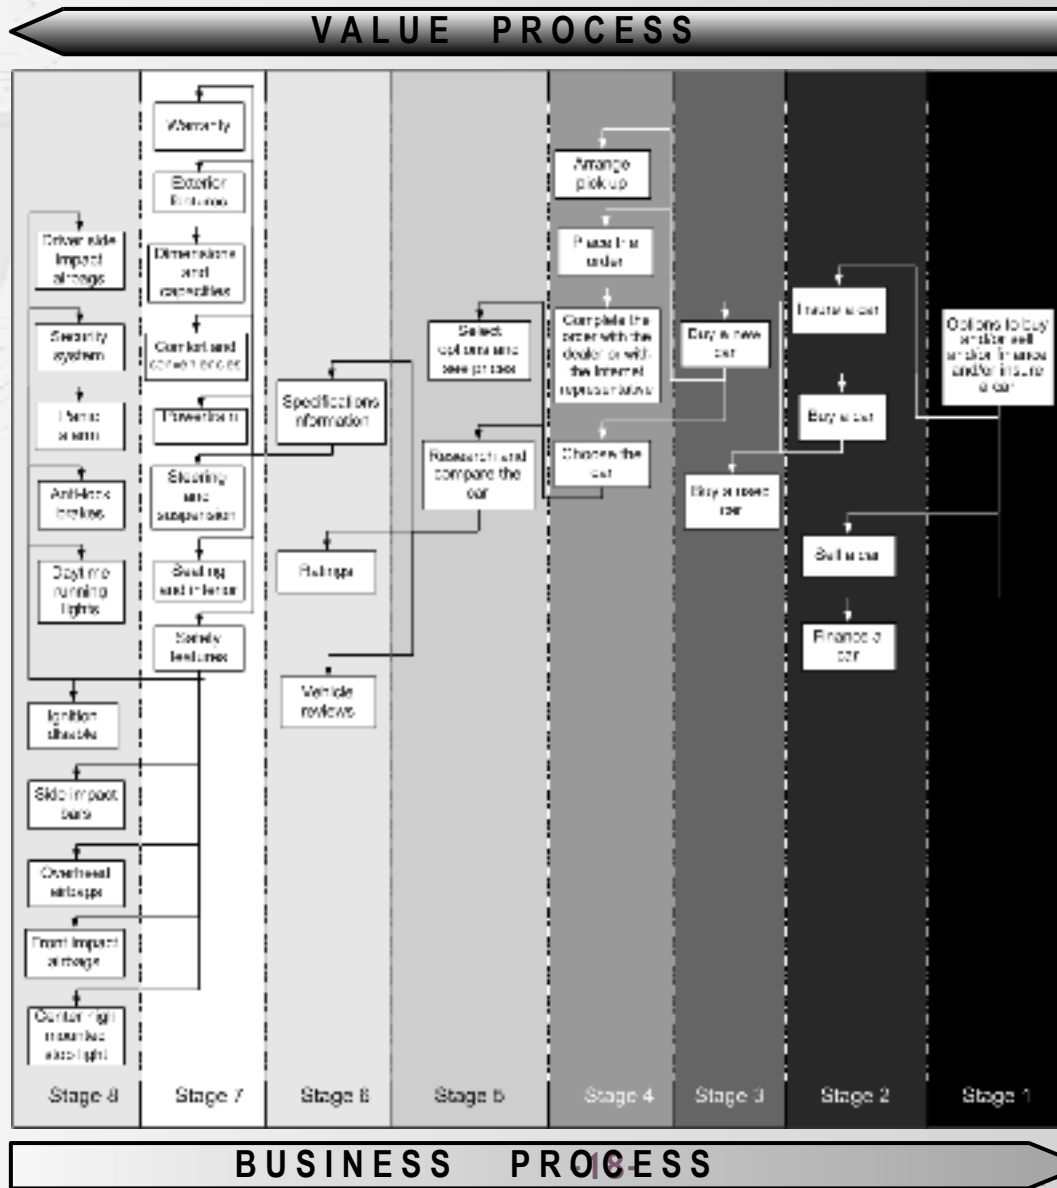 VALUE PROCESS
Driver side
impact
airbags
Security
system
Panic
alarm
Anti-lock
brakes
Daytime
running
lights
Ignition
disable
Side impact
bars
Overhead
airbags
Front impact
airbags
Center high
mounted
stop light
Stage 8
Warranty
Exterior
features
Dimensions
and
capacities
Comfort and
conveniences
Powertrain
Steering
and
suspension
Seating
and interior
Safety
features
Stage 7
Specifications
information
Ratings
Vehicle
reviews
Stage 6
Select
options and
see prices
Research and
compare the
car
Stage 5
Arrange
pick up
Place the
order
Complete the
order with the
dealer or with
the Internet
representative
Choose the
car
Stage 4
Buy a new
car
Buy a used
car
Stage 3
Insure a car
Buy a car
Sell a car
Finance a
car
Stage 2
Options to buy
and/or sell
and/or finance
and/or insure
a car
Stage 1
BUSINESS PROCESS
-18-